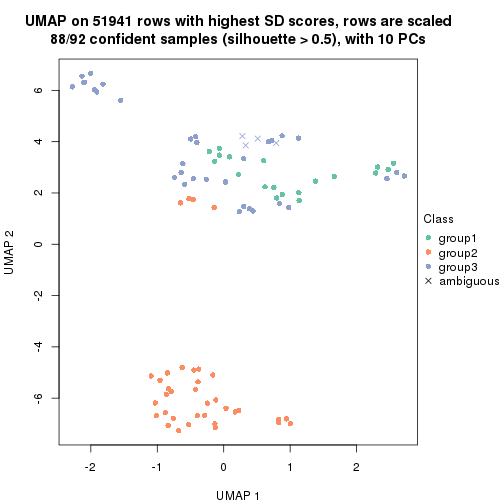 UMAP on 51941 rows with highest SD scores, rows are scaled
88/92 confident samples (silhouette > 0.5), with 10 PCs
6
4
2
0
-2
-4
-6
UMAP 2
-2
-1
0
1
2
UMAP 1
Class
group1
group2
group3
ambiguous